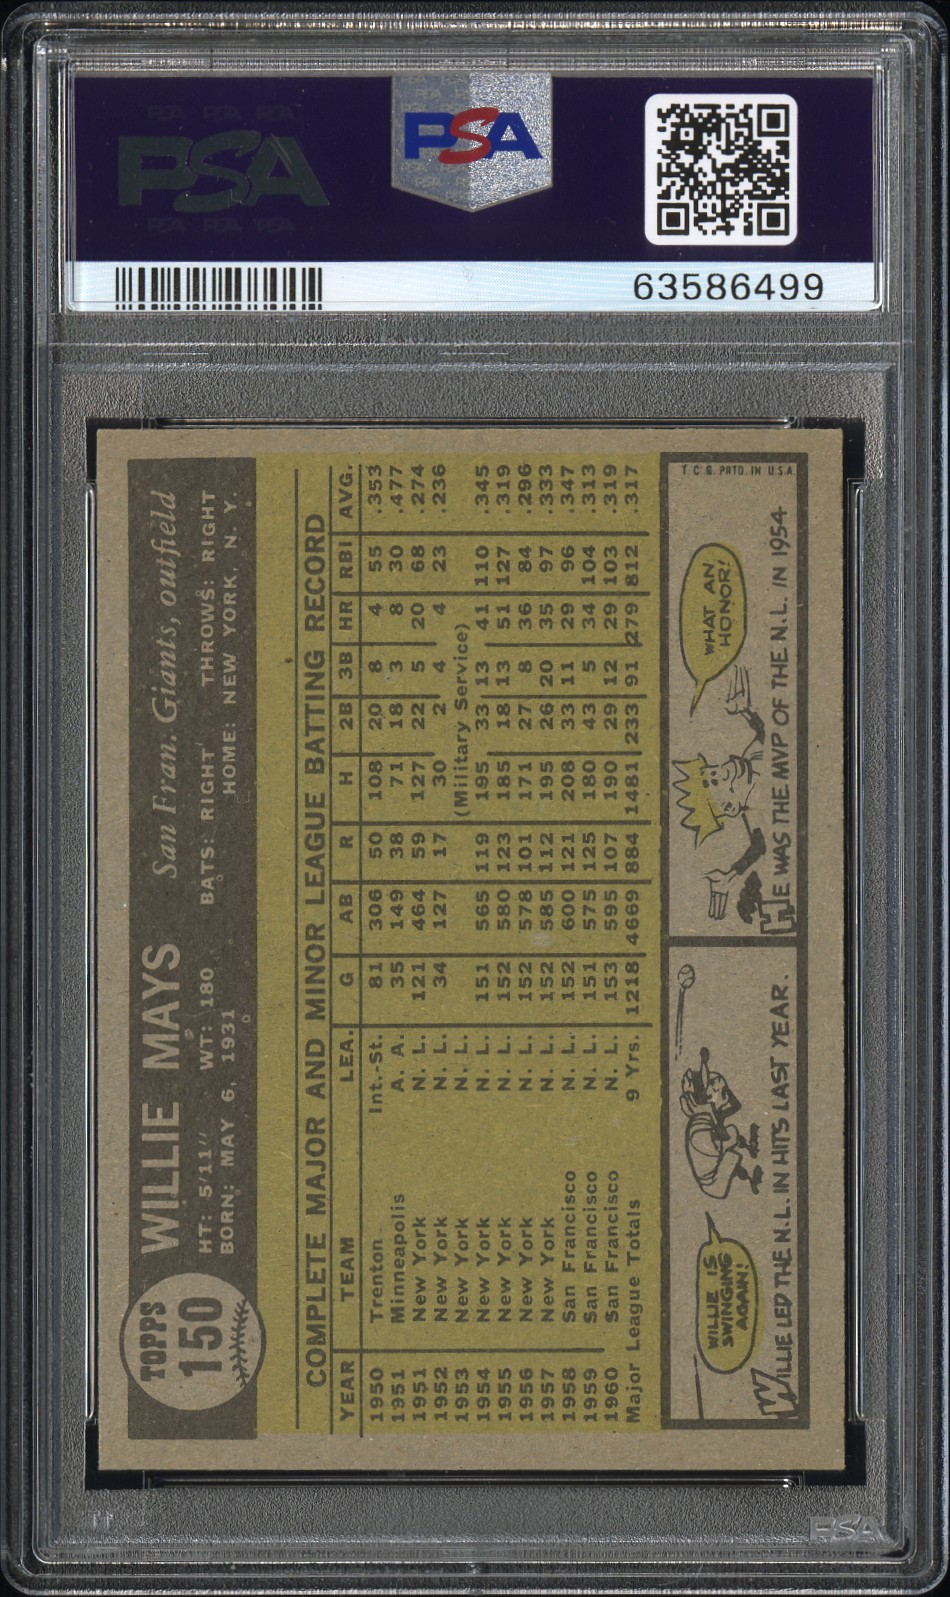 PSA
PSA
63586499
TOPPS
150
WILLIE MAYS San Fran. Giants, outfield
HT: 5'11" WT: 180 BATS: RIGHT THROWS: RIGHT
BORN: MAY 6, 1931 HOME: NEW YORK, N. Y.
COMPLETE MAJOR AND MINOR LEAGUE BATTING RECORD
YEAR TEAM LEA. G AB R H 2B 3B HR RBI AVG.
1950 Trenton Int.-St. 81 306 50 108 20 8 4 55 .353
1951 Minneapolis A. A. 35 149 38 71 18 3 8 30 .477
1951 New York N. L. 121 464 59 127 22 5 20 68 .274
1952 New York N. L. 34 127 17 30 2 4 4 23 .236
1953 New York N. L. (Military Service)
1954 New York N. L. 151 565 119 195 33 13 41 110 .345
1955 New York N. L. 152 580 123 185 18 13 51 127 .319
1956 New York N. L. 152 578 101 171 27 8 36 84 .296
1957 New York N. L. 152 585 112 195 26 20 35 97 .333
1958 San Francisco N. L. 152 600 121 208 33 11 29 96 .347
1959 San Francisco N. L. 151 575 125 180 43 5 34 104 .313
1960 San Francisco N. L. 153 595 107 190 29 12 29 103 .319
Major League Totals 9 Yrs. 1218 4669 884 1481 233 91 279 812 .317
WILLIE IS
SWINGING
AGAIN!
WILLIE LED THE N.L. IN HITS LAST YEAR.
WHAT AN
HONOR!
HE WAS THE MVP OF THE N.L. IN 1954
T. C. G. PRTD. IN U.S.A.
PSA